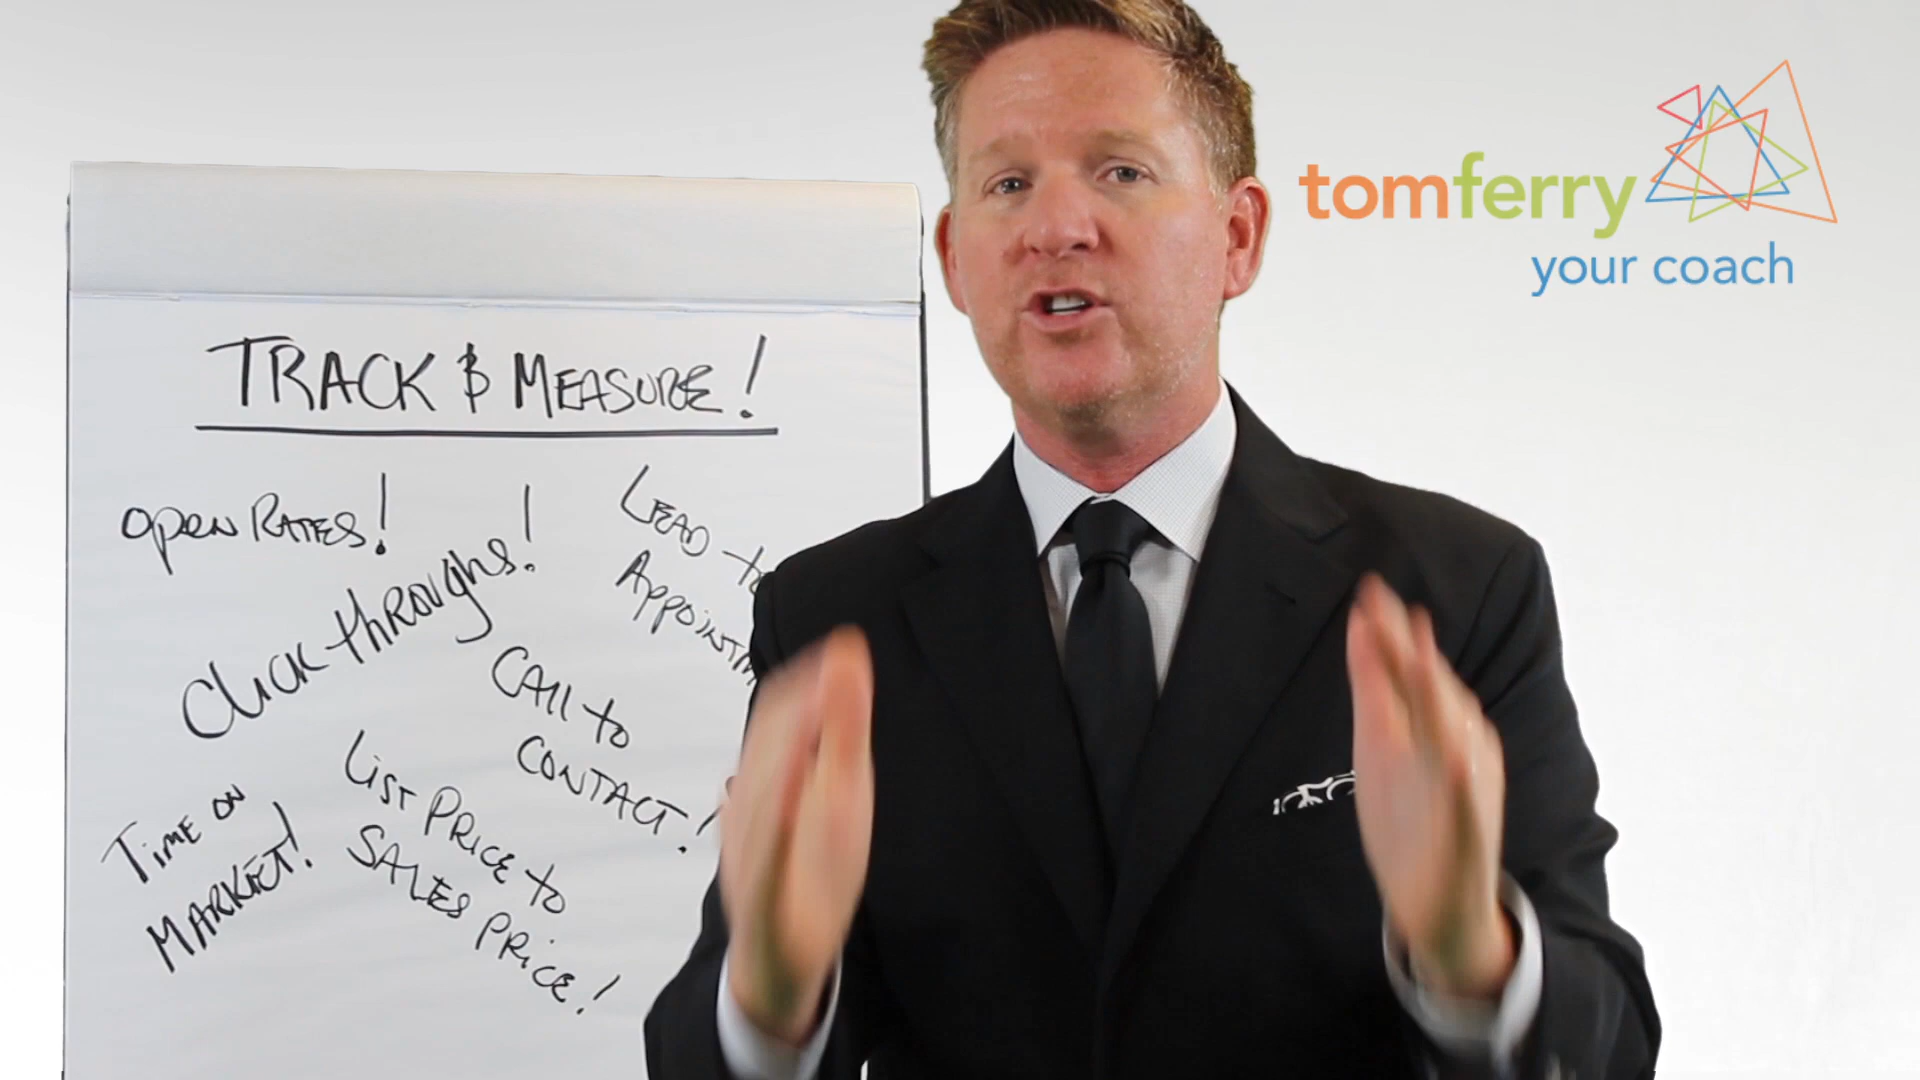 TRACK & MEASURE!
Open Rates!
Click-throughs!
Lead to
Appointm
Call to
Contact!
List Price to
Sales Price!
Time on
Market!
tomferry
your coach